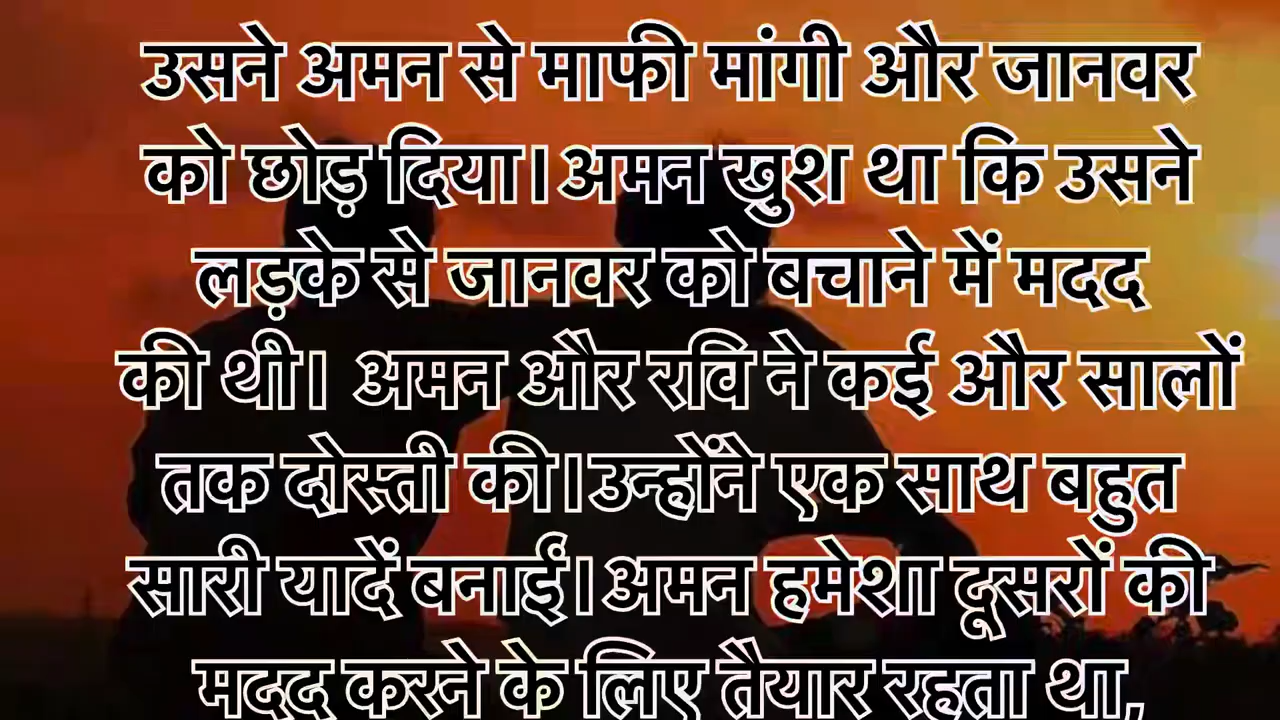 उसने अमन से माफी मांगी और जानवर
को छोड़ दिया।अमन खुश था कि उसने
लड़के से जानवर को बचाने में मदद
की थी। अमन और रवि ने कई और सालों
तक दोस्ती की।उन्होंने एक साथ बहुत
सारी यादें बनाईं।अमन हमेशा दूसरों की
मदद करने के लिए तैयार रहता था,